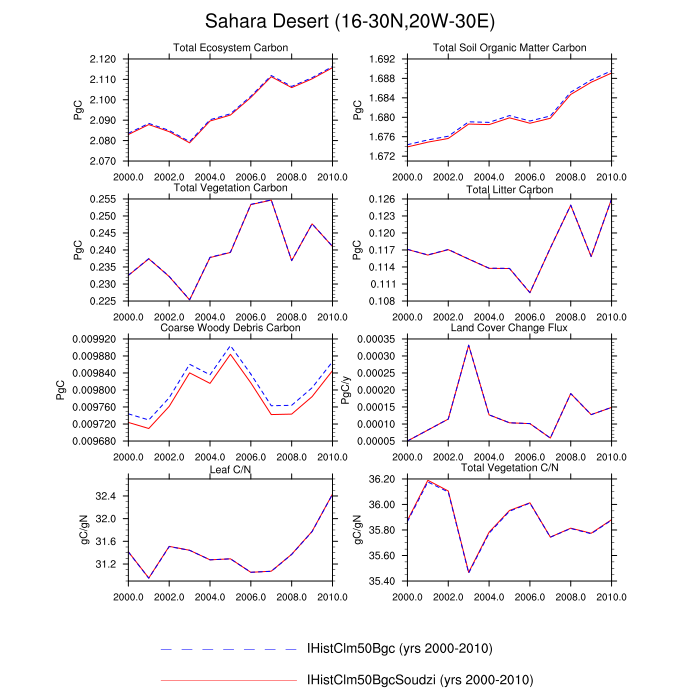 Sahara Desert (16-30N,20W-30E)
Total Ecosystem Carbon
PgC
2.120
2.110
2.100
2.090
2.080
2.070
2000.0 2002.0 2004.0 2006.0 2008.0 2010.0
Total Soil Organic Matter Carbon
PgC
1.692
1.688
1.684
1.680
1.676
1.672
2000.0 2002.0 2004.0 2006.0 2008.0 2010.0
Total Vegetation Carbon
PgC
0.255
0.250
0.245
0.240
0.235
0.230
0.225
2000.0 2002.0 2004.0 2006.0 2008.0 2010.0
Total Litter Carbon
PgC
0.126
0.123
0.120
0.117
0.114
0.111
0.108
2000.0 2002.0 2004.0 2006.0 2008.0 2010.0
Coarse Woody Debris Carbon
PgC
0.009920
0.009880
0.009840
0.009800
0.009760
0.009720
0.009680
2000.0 2002.0 2004.0 2006.0 2008.0 2010.0
Land Cover Change Flux
PgC/y
0.00035
0.00030
0.00025
0.00020
0.00015
0.00010
0.00005
2000.0 2002.0 2004.0 2006.0 2008.0 2010.0
Leaf C/N
gC/gN
32.4
32.0
31.6
31.2
2000.0 2002.0 2004.0 2006.0 2008.0 2010.0
Total Vegetation C/N
gC/gN
36.20
36.00
35.80
35.60
35.40
2000.0 2002.0 2004.0 2006.0 2008.0 2010.0
IHistClm50Bgc (yrs 2000-2010)
IHistClm50BgcSoudzi (yrs 2000-2010)